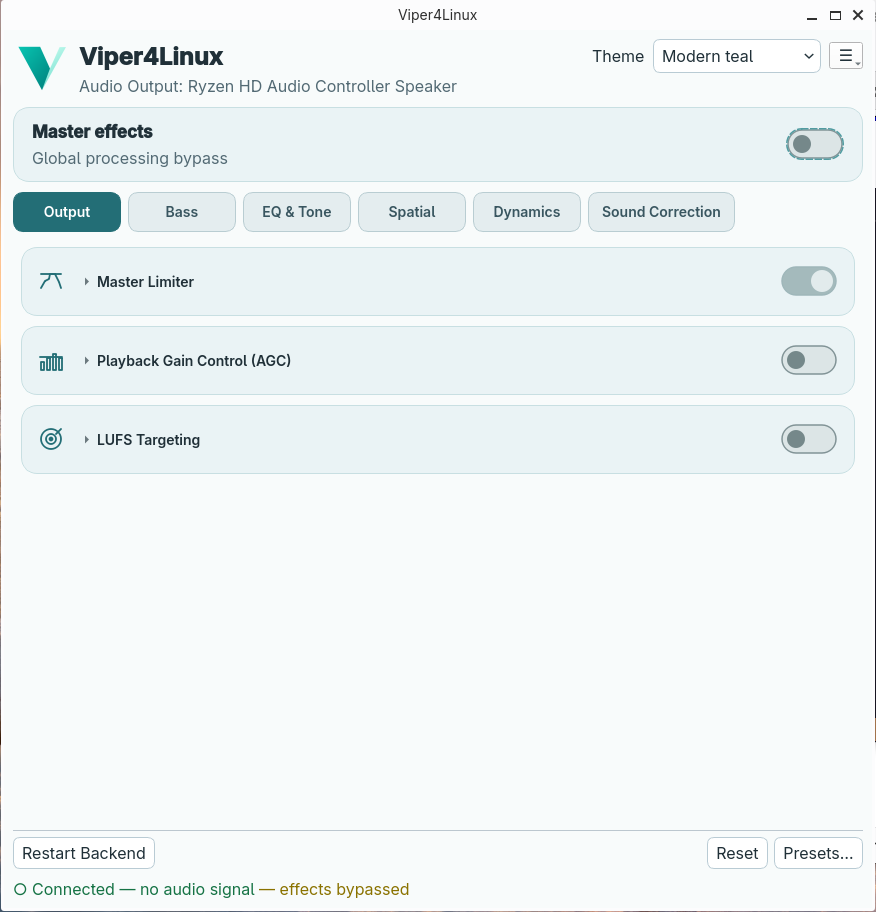 Viper4Linux
Viper4Linux
Theme
Modern teal
Audio Output: Ryzen HD Audio Controller Speaker
Master effects
Global processing bypass
Output
Bass
EQ & Tone
Spatial
Dynamics
Sound Correction
Master Limiter
Playback Gain Control (AGC)
LUFS Targeting
Restart Backend
Reset
Presets...
Connected — no audio signal — effects bypassed